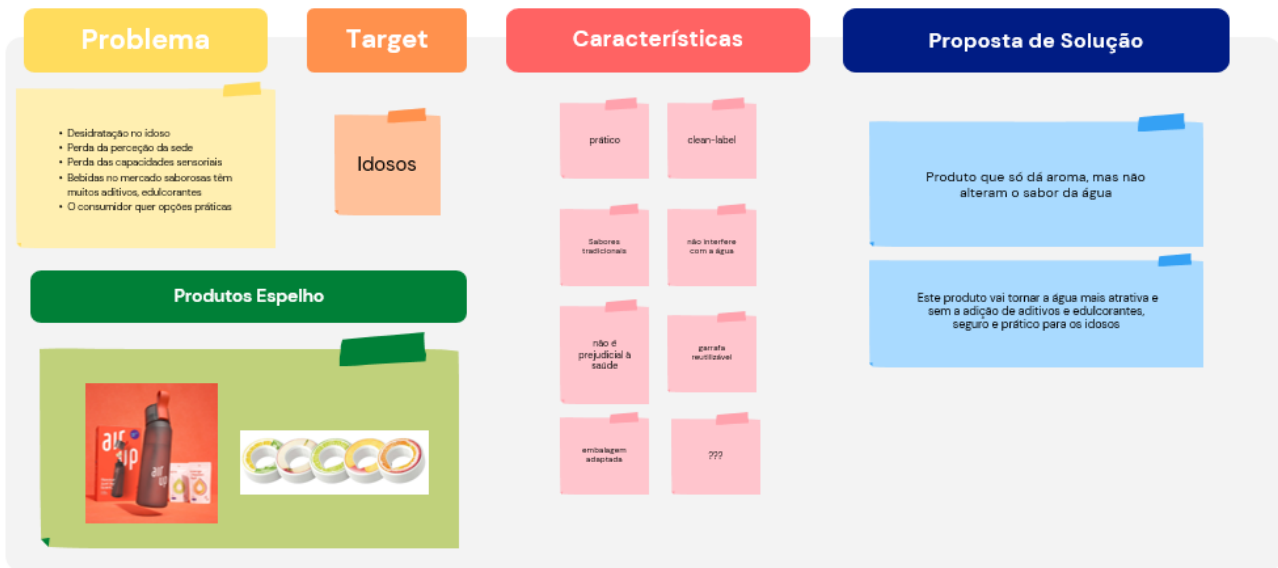 Problema
Target
Características
Proposta de Solução
• Desidratação no idoso
• Perda da perceção da sede
• Perda das capacidades sensoriais
• Bebidas no mercado saborosas têm
muitos aditivos, edulcorantes
• O consumidor quer opções práticas
Idosos
prático
clean-label
Sabores
tradicionais
não interfere
com a água
não é
prejudicial à
saúde
garrafa
reutilizável
embalagem
adaptada
???
Produto que só dá aroma, mas não
alteram o sabor da água
Este produto vai tornar a água mais atrativa e
sem a adição de aditivos e edulcorantes,
seguro e prático para os idosos
Produtos Espelho
air
up
air
up